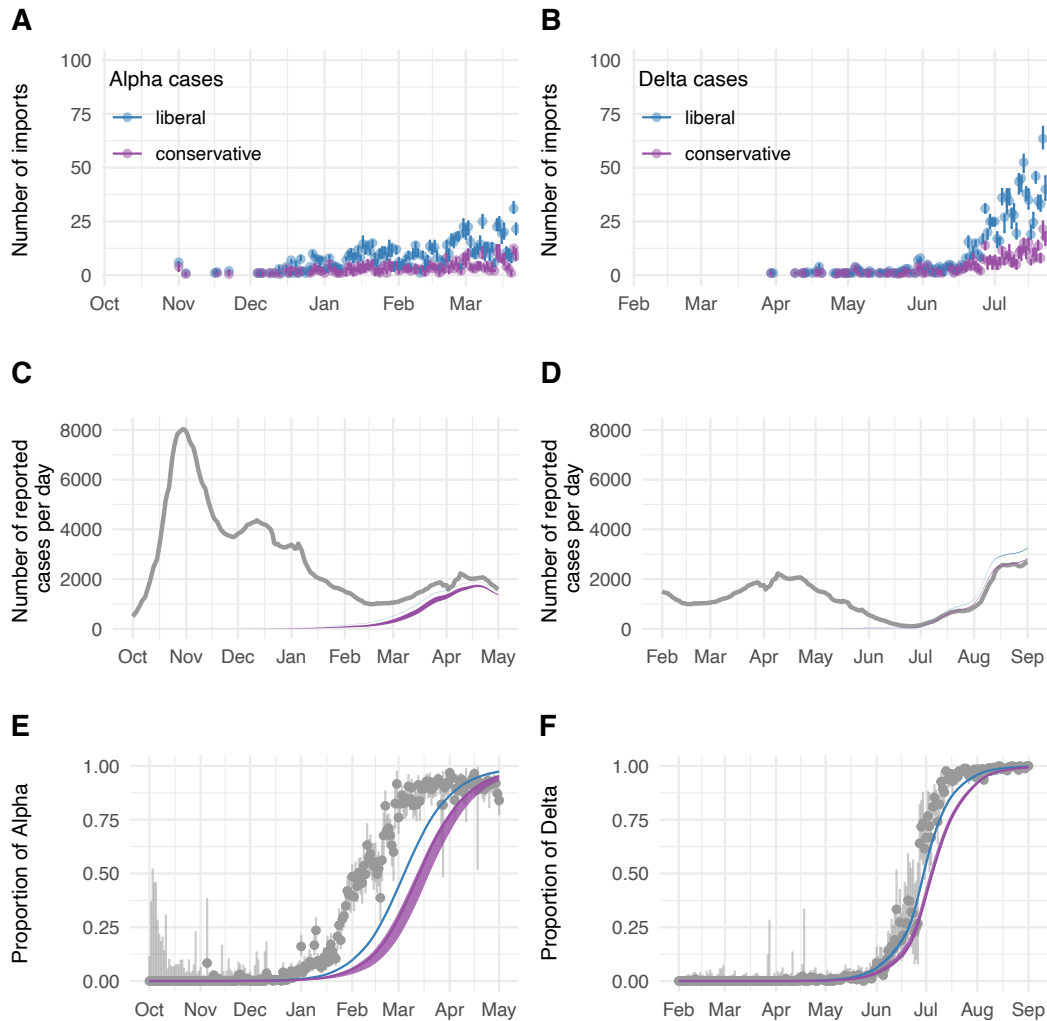 A
B
Number of imports
100
75
50
25
0
Alpha cases
liberal
conservative
Oct Nov Dec Jan Feb Mar
Number of imports
100
75
50
25
0
Delta cases
liberal
conservative
Feb Mar Apr May Jun Jul
C
D
Number of reported
cases per day
8000
6000
4000
2000
0
Oct Nov Dec Jan Feb Mar Apr May
Number of reported
cases per day
8000
6000
4000
2000
0
Feb Mar Apr May Jun Jul Aug Sep
E
F
Proportion of Alpha
1.00
0.75
0.50
0.25
0.00
Oct Nov Dec Jan Feb Mar Apr May
Proportion of Delta
1.00
0.75
0.50
0.25
0.00
Feb Mar Apr May Jun Jul Aug Sep